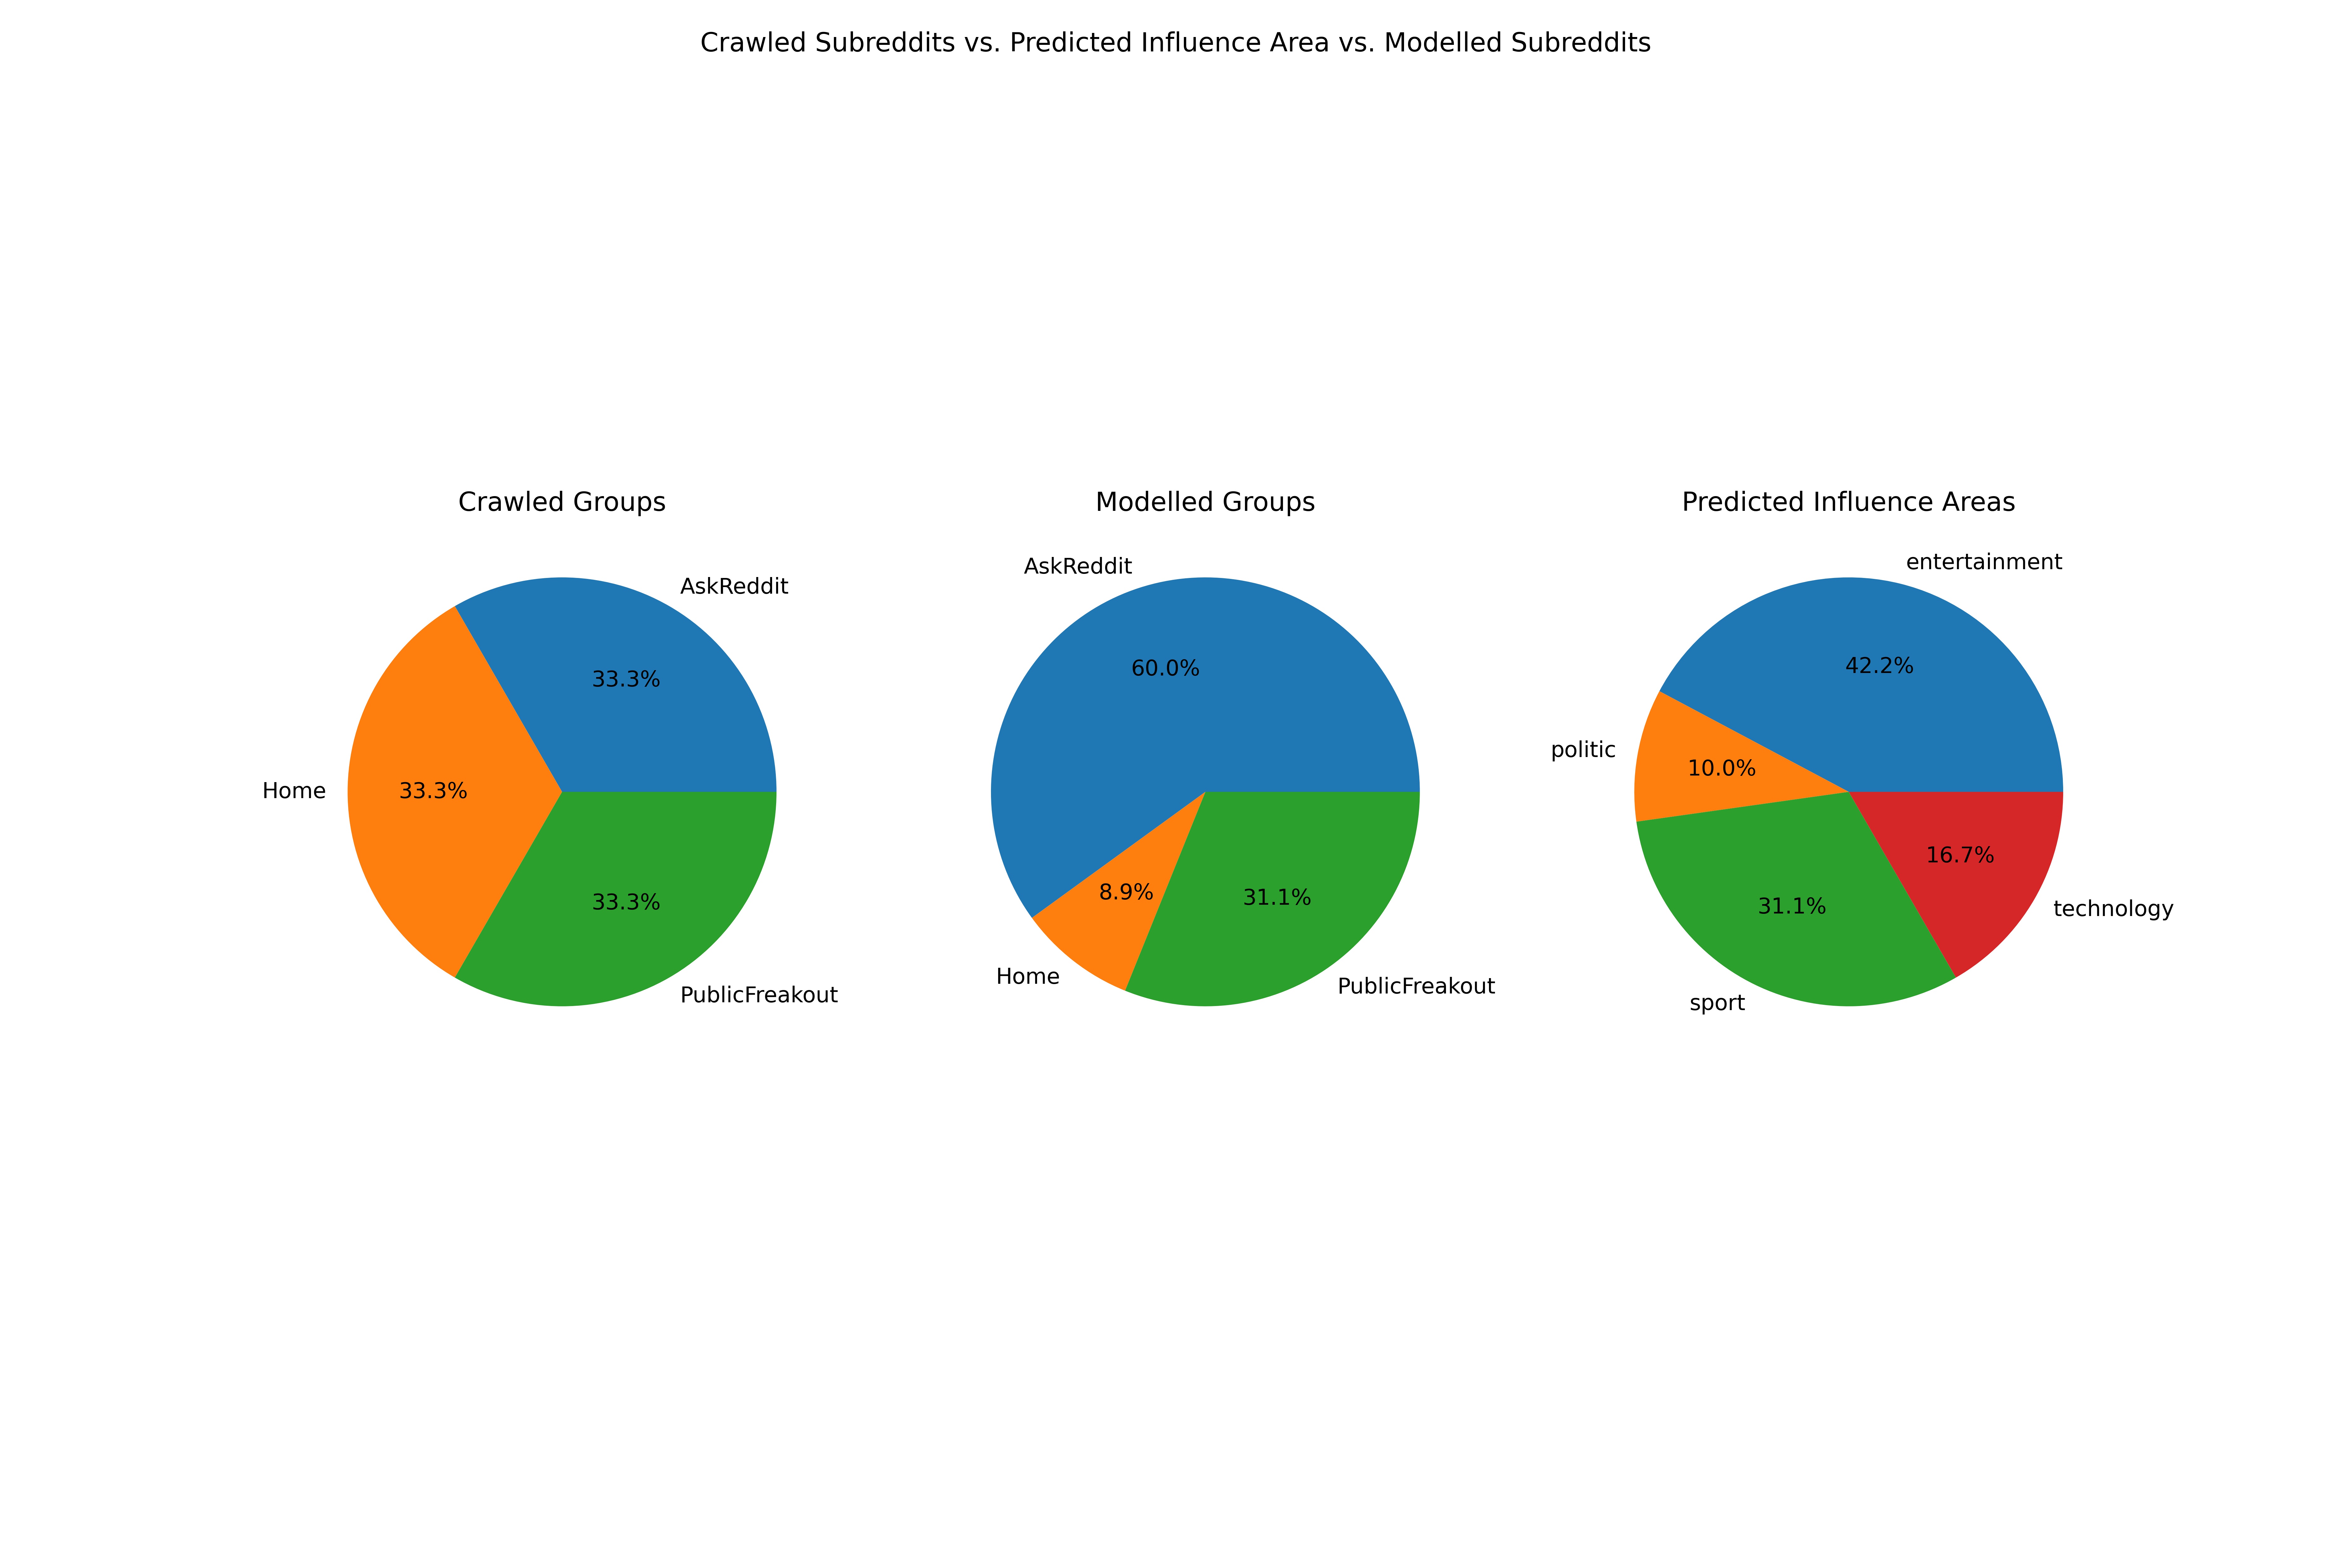 Crawled Subreddits vs. Predicted Influence Area vs. Modelled Subreddits
Crawled Groups
AskReddit
33.3%
Home
33.3%
33.3%
PublicFreakout
Modelled Groups
AskReddit
60.0%
8.9%
31.1%
Home
PublicFreakout
Predicted Influence Areas
entertainment
42.2%
politic
10.0%
16.7%
31.1%
technology
sport